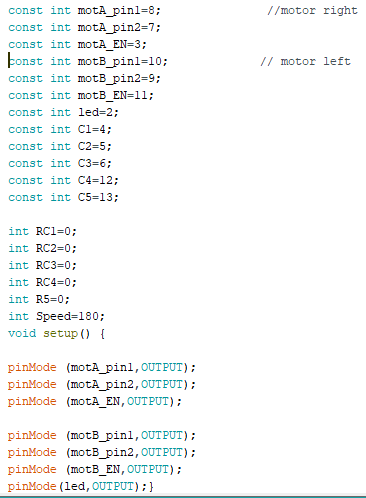 const int motA_pin1=8; //motor right
const int motA_pin2=7;
const int motA_EN=3;
const int motB_pin1=10; // motor left
const int motB_pin2=9;
const int motB_EN=11;
const int led=2;
const int C1=4;
const int C2=5;
const int C3=6;
const int C4=12;
const int C5=13;
int RC1=0;
int RC2=0;
int RC3=0;
int RC4=0;
int R5=0;
int Speed=180;
void setup() {
pinMode (motA_pin1,OUTPUT);
pinMode (motA_pin2,OUTPUT);
pinMode (motA_EN,OUTPUT);
pinMode (motB_pin1,OUTPUT);
pinMode (motB_pin2,OUTPUT);
pinMode (motB_EN,OUTPUT);
pinMode(led,OUTPUT);}